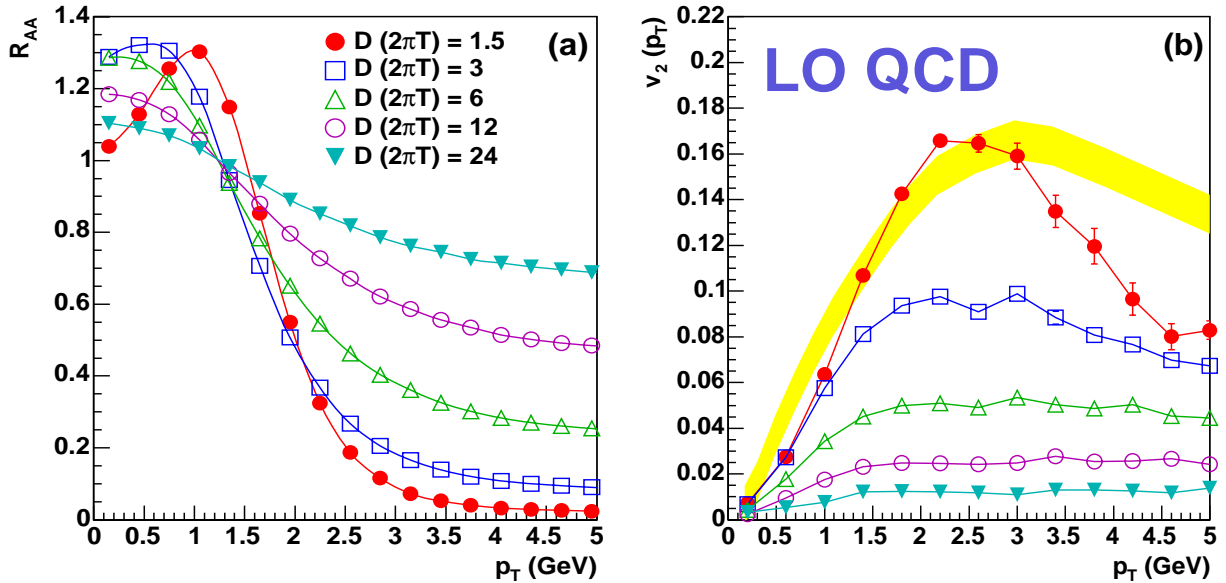 R_AA
1.4
1.2
1
0.8
0.6
0.4
0.2
0
0 0.5 1 1.5 2 2.5 3 3.5 4 4.5 5
p_T (GeV)
(a)
D (2πT) = 1.5
D (2πT) = 3
D (2πT) = 6
D (2πT) = 12
D (2πT) = 24
v_2 (p_T)
0.22
0.2
0.18
0.16
0.14
0.12
0.1
0.08
0.06
0.04
0.02
0
0 0.5 1 1.5 2 2.5 3 3.5 4 4.5 5
p_T (GeV)
(b)
LO QCD